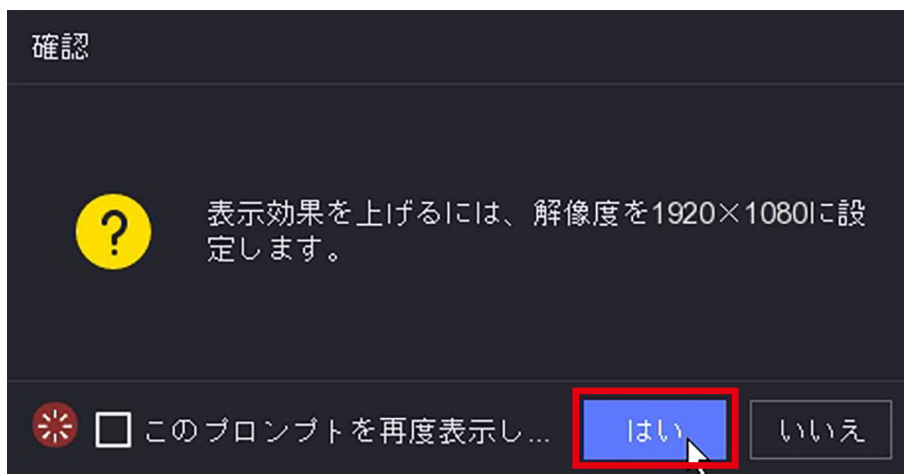 確認
?
表示効果を上げるには、解像度を1920×1080に設
定します。
このプロンプトを再度表示し...
はい
いいえ